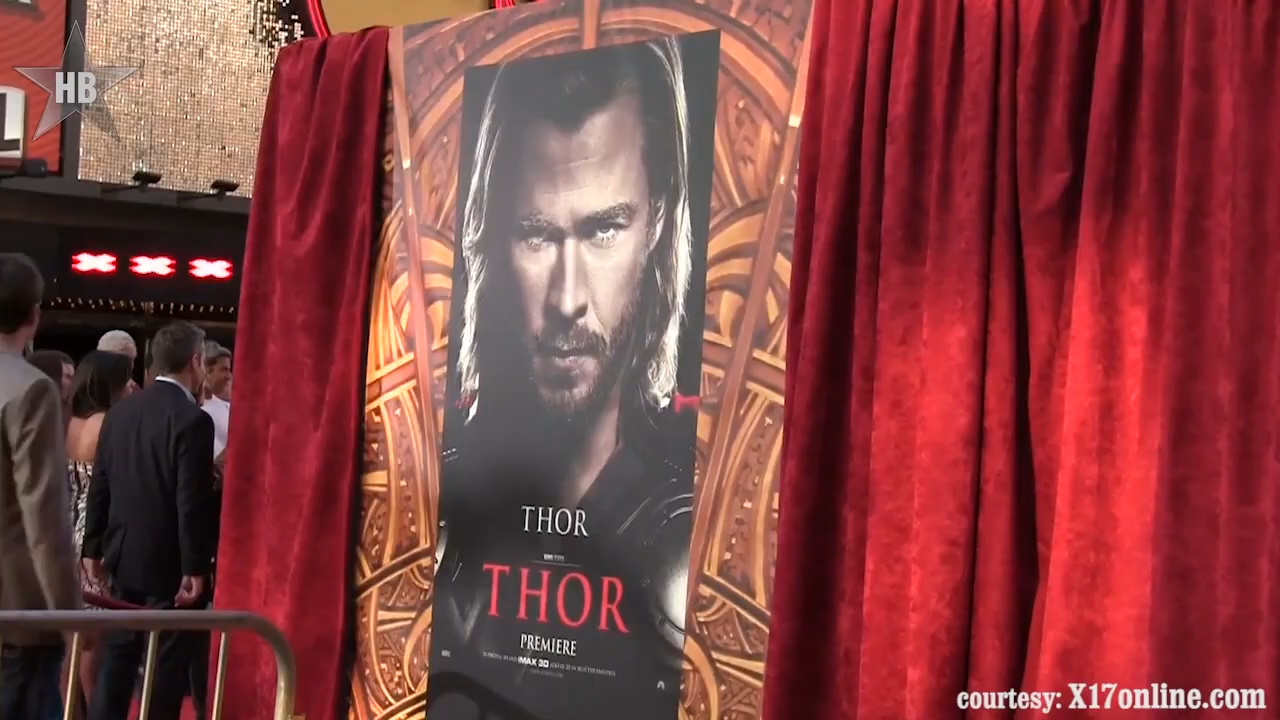 HB
THOR
THOR
PREMIERE
IMAX 3D
courtesy: X17online.com